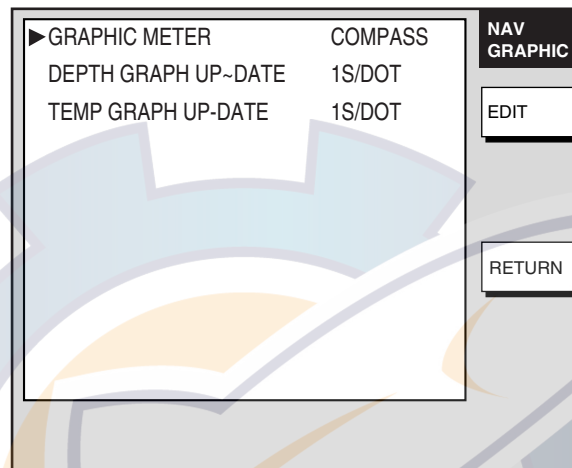 ▶GRAPHIC METER COMPASS
DEPTH GRAPH UP~DATE 1S/DOT
TEMP GRAPH UP-DATE 1S/DOT
NAV
GRAPHIC
EDIT
RETURN